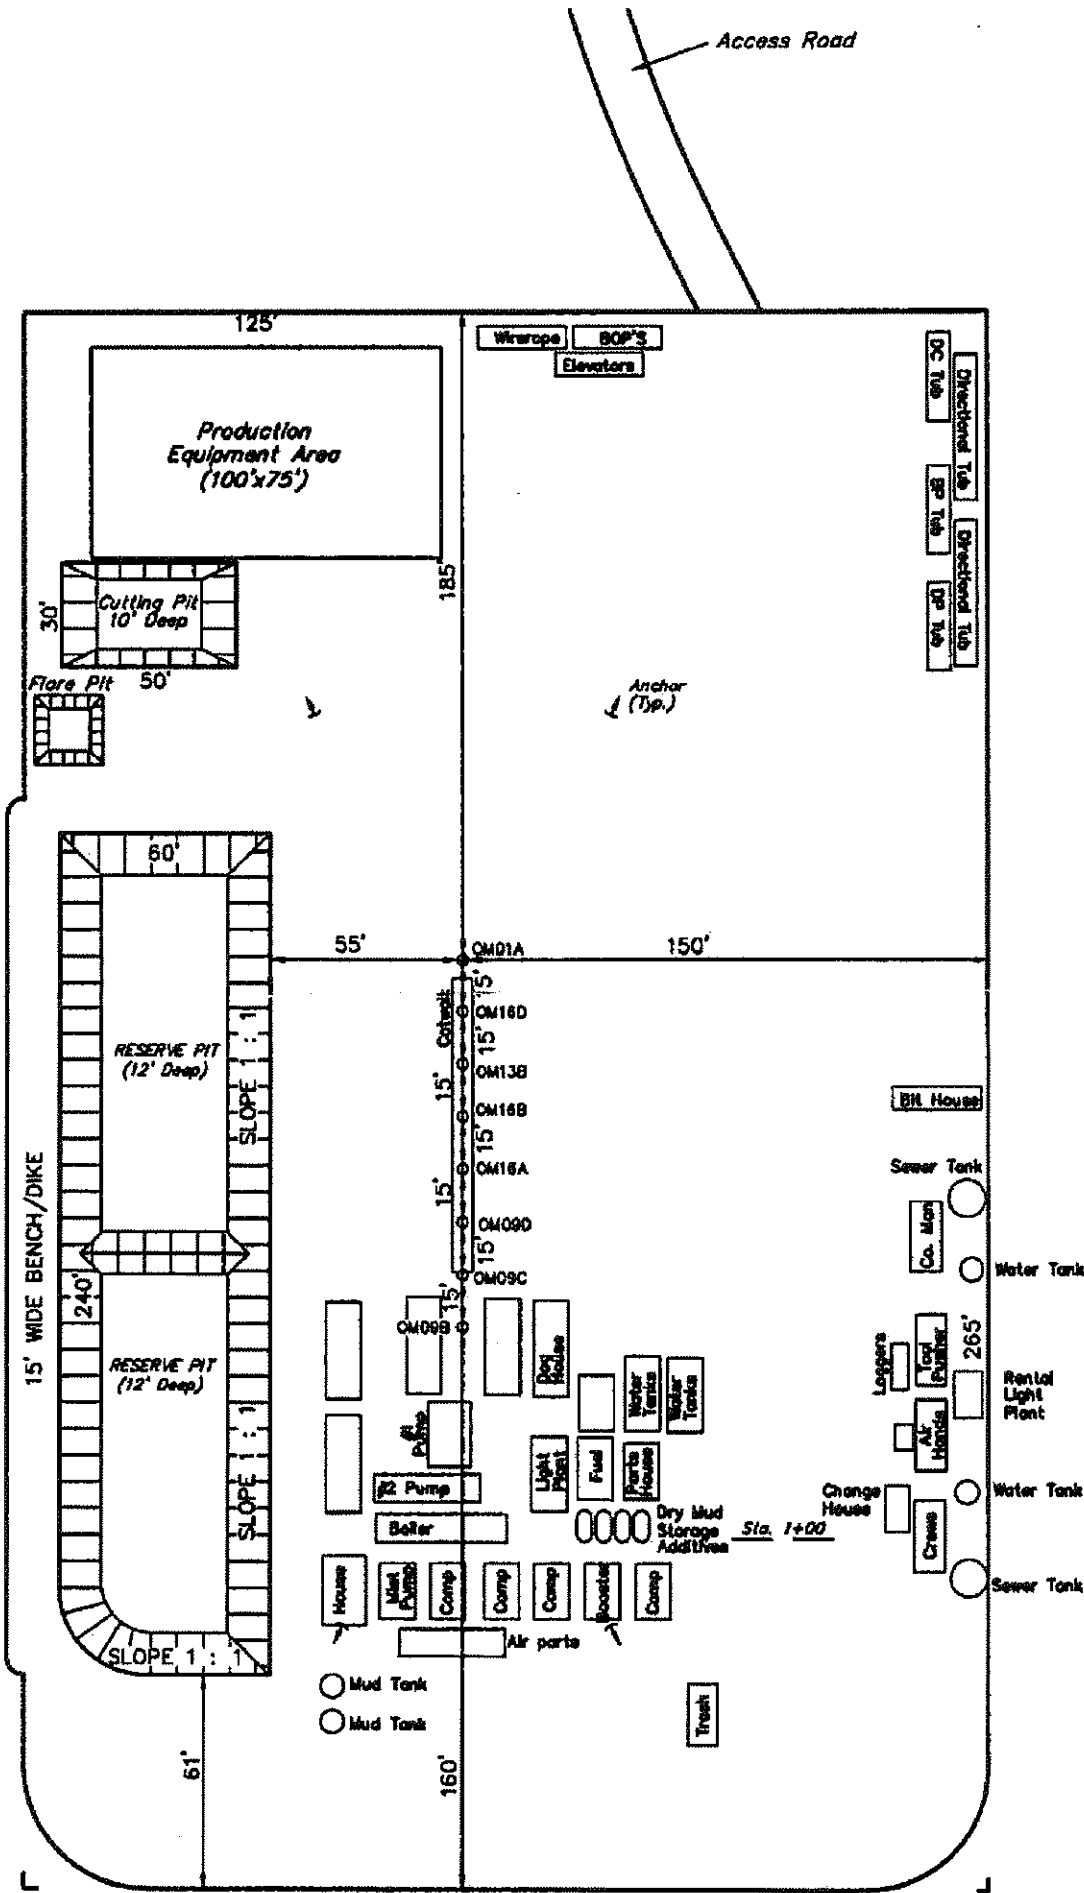 Access Road
125'
Wirerope
BOP'S
Elevators
DC Tub
Directional Tub
Production
Equipment Area
(100'x75')
BP Tub
Directional Tub
DP Tub
185'
Cutting Pit
10' Deep
30'
50'
Flare Pit
Anchor
(Typ.)
60'
55'
OM01A
150'
15'
Catwalk
OM16D
15'
RESERVE PIT
(12' Deep)
SLOPE 1 : 1
OM13B
15'
OM16B
15'
OM16A
15'
OM09D
15'
OM09C
15'
OM09B
Bit House
Sewer Tank
Co. Man
Water Tank
15' WIDE BENCH/DIKE
240'
RESERVE PIT
(12' Deep)
SLOPE 1 : 1
Dog
House
Water
Tanks
Water
Tanks
Loggers
Tool
Pusher
265'
Rental
Light
Plant
#1
Pump
Air
Hands
Light
Plant
Fuel
Parts
House
#2 Pump
Change
House
Water Tank
Boiler
Dry Mud
Storage
Additives
Sta. 1+00
Crews
House
Mist
Pump
Comp
Comp
Comp
Booster
Comp
Sewer Tank
SLOPE 1 : 1
Air parts
Mud Tank
Mud Tank
Trash
61'
160'